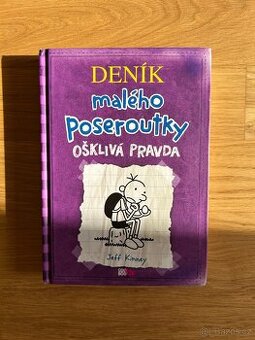 DENÍK
malého
Poseroutky
OŠKLIVÁ PRAVDA
Jeff Kinney